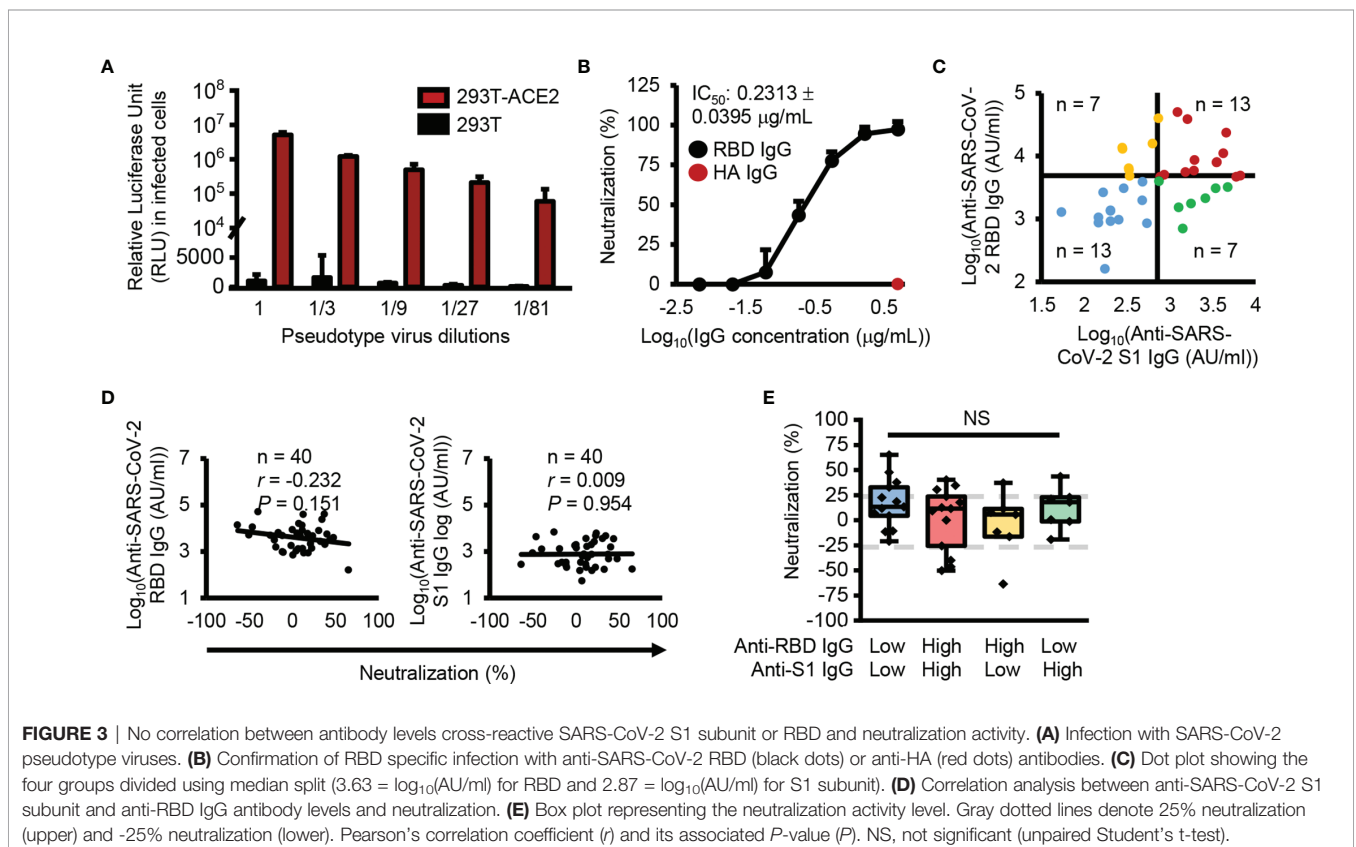 A
Relative Luciferase Unit
(RLU) in infected cells
10⁸
10⁷
10⁶
10⁵
10⁴
5000
0
293T-ACE2
293T
1 1/3 1/9 1/27 1/81
Pseudotype virus dilutions
B
Neutralization (%)
125
100
75
50
25
0
IC₅₀: 0.2313 ±
0.0395 µg/mL
RBD IgG
HA IgG
-2.5 -1.5 -0.5 0.5
Log₁₀(IgG concentration (µg/mL))
C
Log₁₀(Anti-SARS-CoV-
2 RBD IgG (AU/ml))
5
4
3
2
n = 7
n = 13
n = 13
n = 7
1.5 2 2.5 3 3.5 4
Log₁₀(Anti-SARS-
CoV-2 S1 IgG (AU/ml))
D
Log₁₀(Anti-SARS-CoV-2
RBD IgG (AU/ml))
7
5
3
1
n = 40
r = -0.232
P = 0.151
-100 -50 0 50 100
Log₁₀(Anti-SARS-CoV-2
S1 IgG log (AU/ml))
7
5
3
1
n = 40
r = 0.009
P = 0.954
-100 -50 0 50 100
Neutralization (%)
E
Neutralization (%)
100
75
50
25
0
-25
-50
-75
-100
NS
Anti-RBD IgG Low High High Low
Anti-S1 IgG Low High Low High
FIGURE 3 | No correlation between antibody levels cross-reactive SARS-CoV-2 S1 subunit or RBD and neutralization activity. (A) Infection with SARS-CoV-2
pseudotype viruses. (B) Confirmation of RBD specific infection with anti-SARS-CoV-2 RBD (black dots) or anti-HA (red dots) antibodies. (C) Dot plot showing the
four groups divided using median split (3.63 = log₁₀(AU/ml) for RBD and 2.87 = log₁₀(AU/ml) for S1 subunit). (D) Correlation analysis between anti-SARS-CoV-2 S1
subunit and anti-RBD IgG antibody levels and neutralization. (E) Box plot representing the neutralization activity level. Gray dotted lines denote 25% neutralization
(upper) and -25% neutralization (lower). Pearson's correlation coefficient (r) and its associated P-value (P). NS, not significant (unpaired Student's t-test).